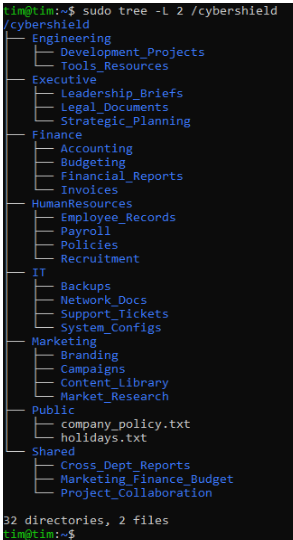 tim@tim:~$ sudo tree -L 2 /cybershield
/cybershield
├── Engineering
│   ├── Development_Projects
│   └── Tools_Resources
├── Executive
│   ├── Leadership_Briefs
│   ├── Legal_Documents
│   └── Strategic_Planning
├── Finance
│   ├── Accounting
│   ├── Budgeting
│   ├── Financial_Reports
│   └── Invoices
├── HumanResources
│   ├── Employee_Records
│   ├── Payroll
│   ├── Policies
│   └── Recruitment
├── IT
│   ├── Backups
│   ├── Network_Docs
│   ├── Support_Tickets
│   └── System_Configs
├── Marketing
│   ├── Branding
│   ├── Campaigns
│   ├── Content_Library
│   └── Market_Research
├── Public
│   ├── company_policy.txt
│   └── holidays.txt
└── Shared
    ├── Cross_Dept_Reports
    ├── Marketing_Finance_Budget
    └── Project_Collaboration

32 directories, 2 files
tim@tim:~$